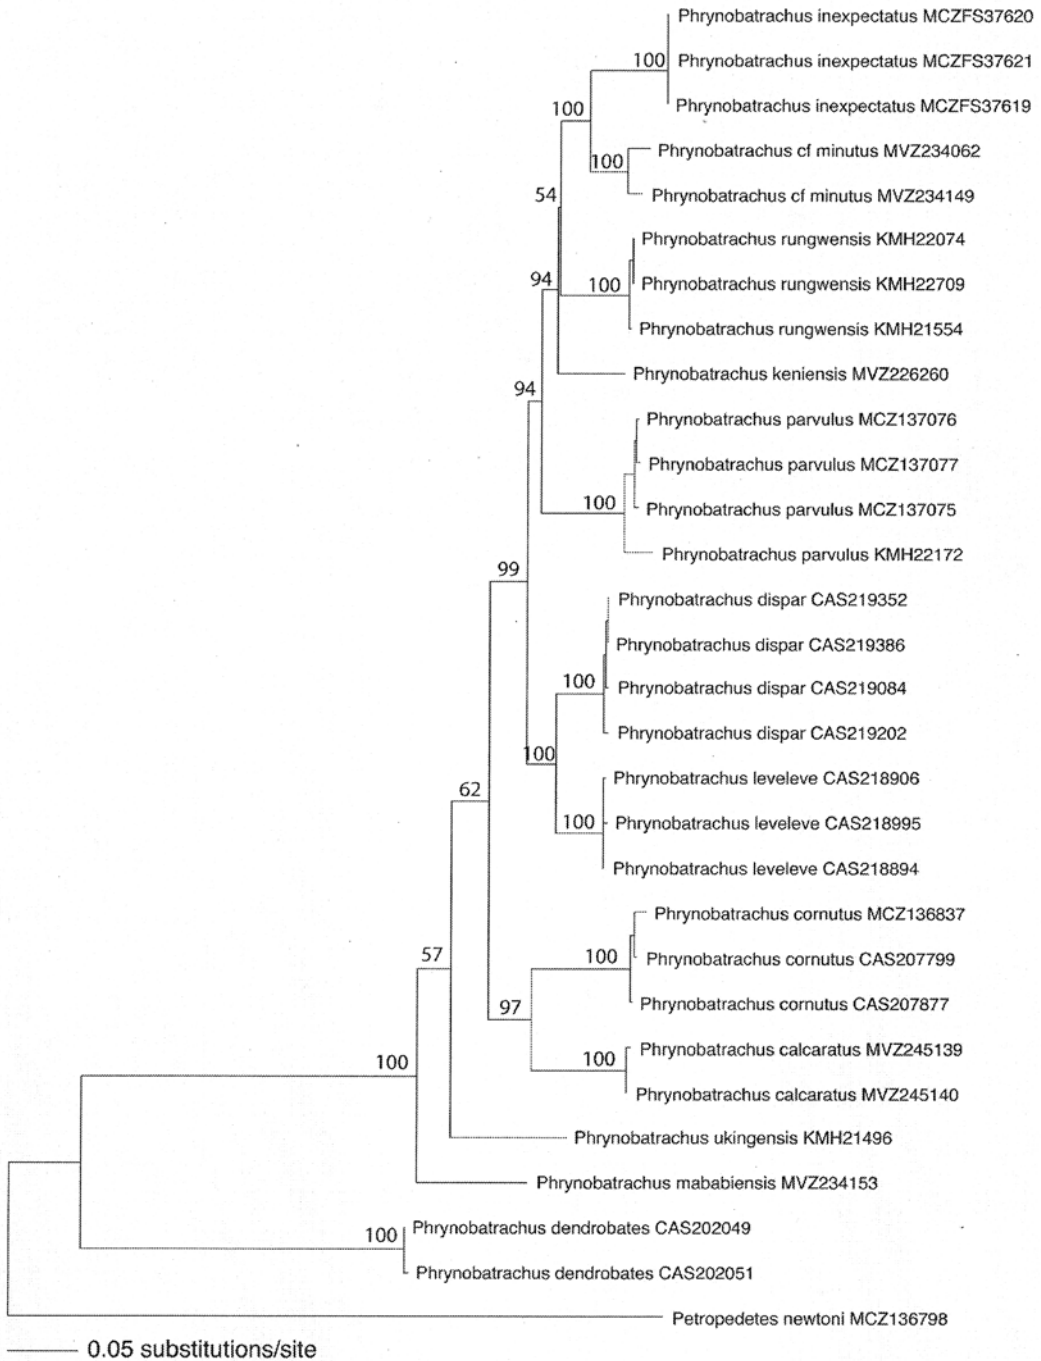 Phrynobatrachus inexpectatus MCZFS37620
100
Phrynobatrachus inexpectatus MCZFS37621
100
Phrynobatrachus inexpectatus MCZFS37619
100
Phrynobatrachus cf minutus MVZ234062
54
Phrynobatrachus cf minutus MVZ234149
Phrynobatrachus rungwensis KMH22074
94
100
Phrynobatrachus rungwensis KMH22709
Phrynobatrachus rungwensis KMH21554
Phrynobatrachus keniensis MVZ226260
94
Phrynobatrachus parvulus MCZ137076
Phrynobatrachus parvulus MCZ137077
100
Phrynobatrachus parvulus MCZ137075
Phrynobatrachus parvulus KMH22172
99
Phrynobatrachus dispar CAS219352
Phrynobatrachus dispar CAS219386
100
Phrynobatrachus dispar CAS219084
Phrynobatrachus dispar CAS219202
100
Phrynobatrachus leveleve CAS218906
62
100
Phrynobatrachus leveleve CAS218995
Phrynobatrachus leveleve CAS218894
Phrynobatrachus cornutus MCZ136837
57
100
Phrynobatrachus cornutus CAS207799
97
Phrynobatrachus cornutus CAS207877
100
Phrynobatrachus calcaratus MVZ245139
100
Phrynobatrachus calcaratus MVZ245140
Phrynobatrachus ukingensis KMH21496
Phrynobatrachus mababiensis MVZ234153
100
Phrynobatrachus dendrobates CAS202049
Phrynobatrachus dendrobates CAS202051
Petropedetes newtoni MCZ136798
0.05 substitutions/site